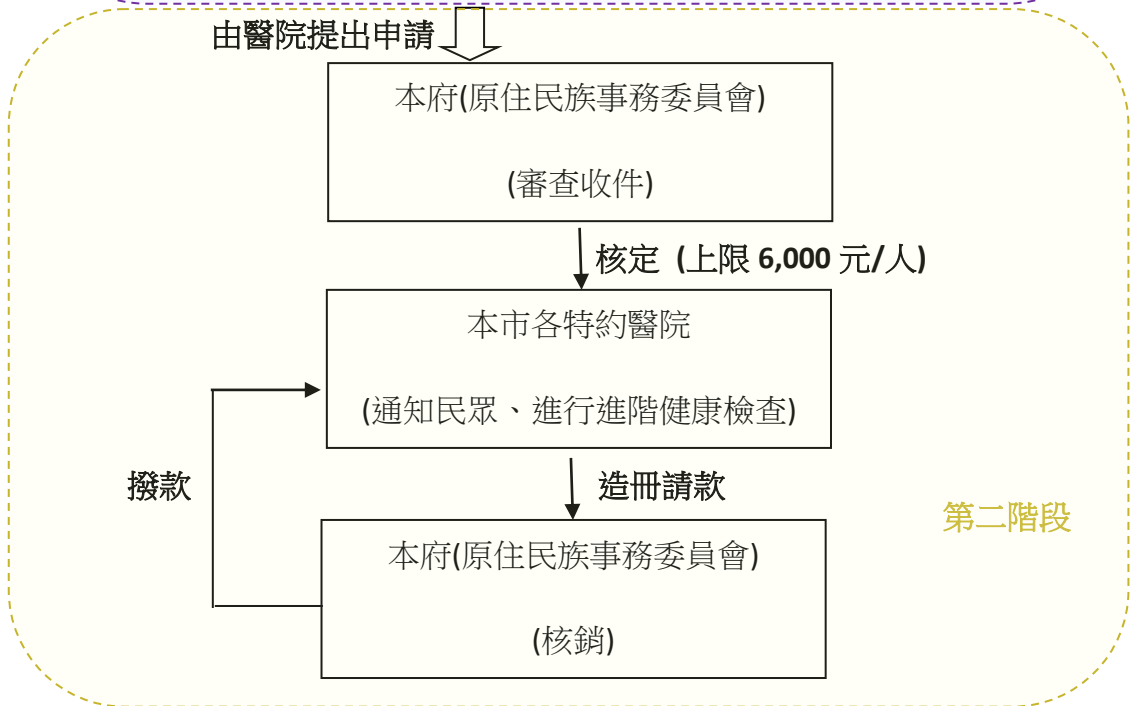 由醫院提出申請
本府(原住民族事務委員會)
(審查收件)
核定 (上限 6,000 元/人)
本市各特約醫院
(通知民眾、進行進階健康檢查)
撥款
造冊請款
第二階段
本府(原住民族事務委員會)
(核銷)